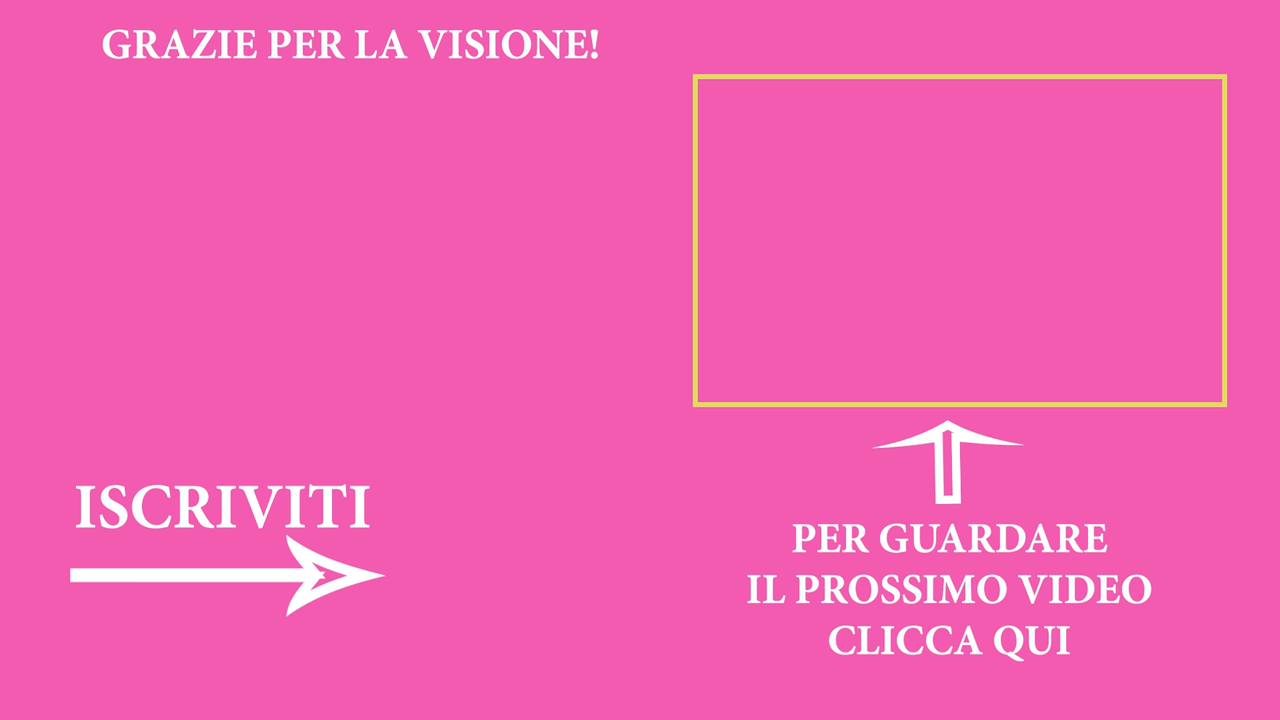 GRAZIE PER LA VISIONE!
ISCRIVITI
PER GUARDARE
IL PROSSIMO VIDEO
CLICCA QUI